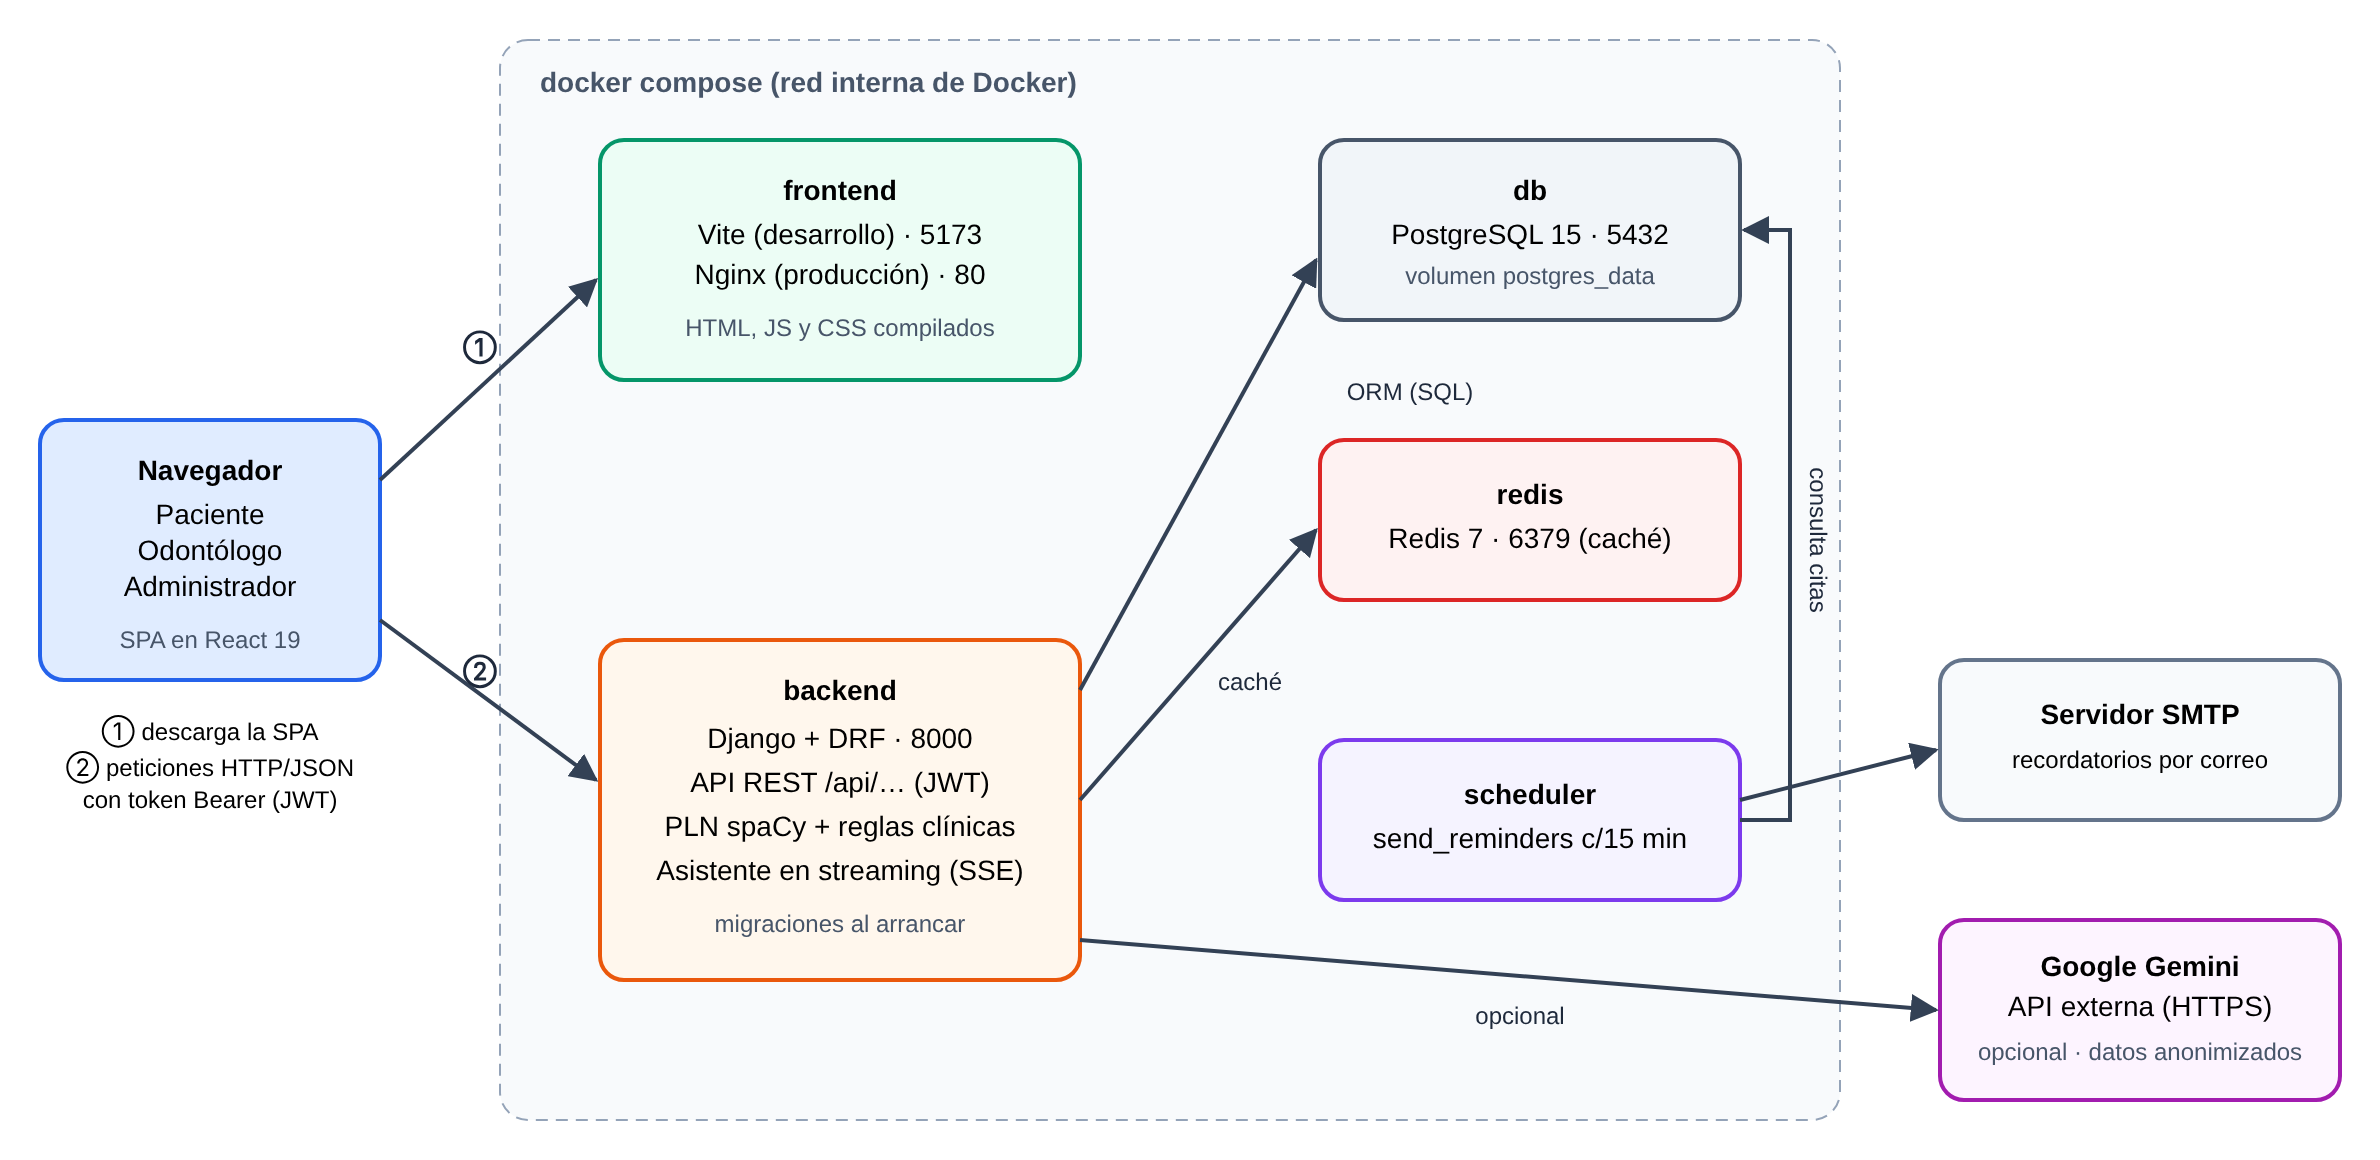 docker compose (red interna de Docker)
frontend
Vite (desarrollo) · 5173
Nginx (producción) · 80
HTML, JS y CSS compilados
db
PostgreSQL 15 · 5432
volumen postgres_data
①
ORM (SQL)
Navegador
Paciente
Odontólogo
Administrador
SPA en React 19
redis
Redis 7 · 6379 (caché)
consulta citas
②
① descarga la SPA
② peticiones HTTP/JSON
con token Bearer (JWT)
backend
Django + DRF · 8000
API REST /api/… (JWT)
PLN spaCy + reglas clínicas
Asistente en streaming (SSE)
migraciones al arrancar
caché
scheduler
send_reminders c/15 min
Servidor SMTP
recordatorios por correo
opcional
Google Gemini
API externa (HTTPS)
opcional · datos anonimizados